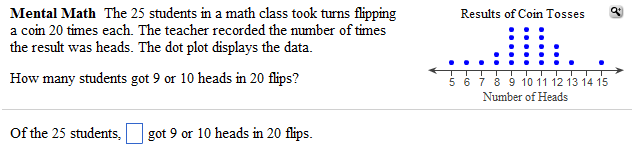 Mental Math The 25 students in a math class took turns flipping
a coin 20 times each. The teacher recorded the number of times
the result was heads. The dot plot displays the data.
How many students got 9 or 10 heads in 20 flips?
Results of Coin Tosses
5 6 7 8 9 10 11 12 13 14 15
Number of Heads
Of the 25 students, got 9 or 10 heads in 20 flips.